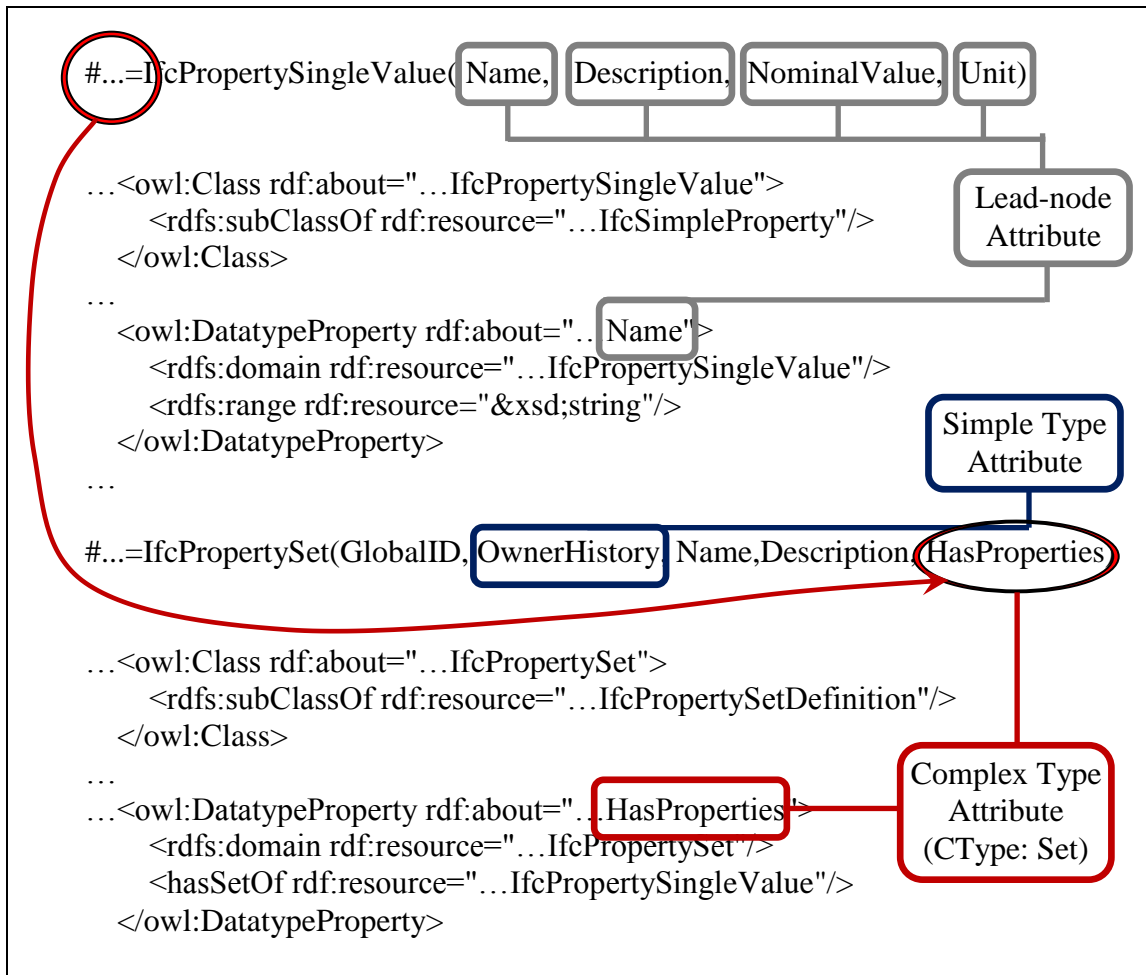 #...=IfcPropertySingleValue( Name, Description, NominalValue, Unit)
…<owl:Class rdf:about="…IfcPropertySingleValue">
<rdfs:subClassOf rdf:resource="…IfcSimpleProperty"/>
</owl:Class>
Lead-node
Attribute
…
<owl:DatatypeProperty rdf:about="…Name">
<rdfs:domain rdf:resource="…IfcPropertySingleValue"/>
<rdfs:range rdf:resource="&xsd;string"/>
</owl:DatatypeProperty>
Simple Type
Attribute
…
#...=IfcPropertySet(GlobalID, OwnerHistory, Name,Description, HasProperties
…<owl:Class rdf:about="…IfcPropertySet">
<rdfs:subClassOf rdf:resource="…IfcPropertySetDefinition"/>
</owl:Class>
…
Complex Type
Attribute
(CType: Set)
…<owl:DatatypeProperty rdf:about="…HasProperties">
<rdfs:domain rdf:resource="…IfcPropertySet"/>
<hasSetOf rdf:resource="…IfcPropertySingleValue"/>
</owl:DatatypeProperty>